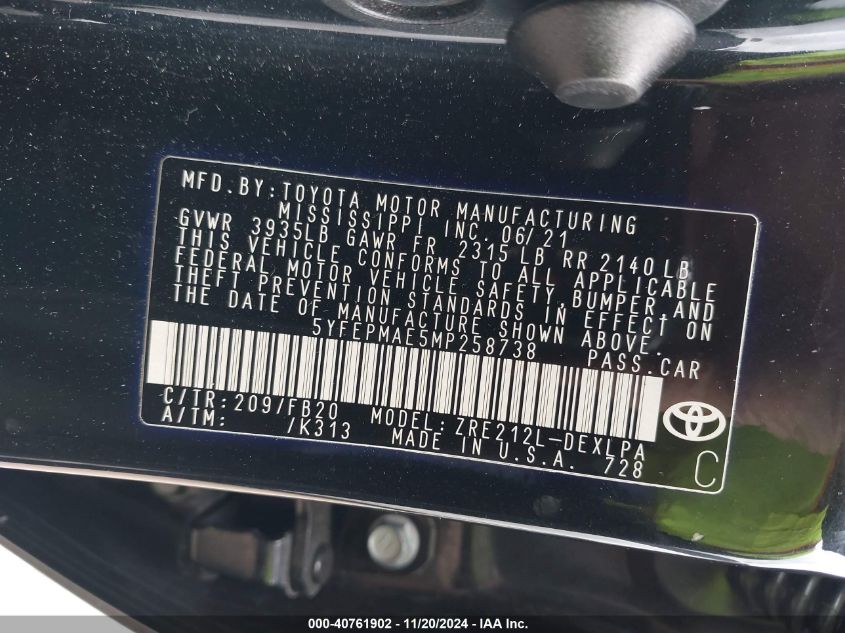 MFD.BY:TOYOTA MOTOR MANUFACTURING
MISSISSIPPI, INC. 06/21
GVWR 3935LB GAWR FR 2315 LB RR 2140 LB
THIS VEHICLE CONFORMS TO ALL APPLICABLE
FEDERAL MOTOR VEHICLE SAFETY,BUMPER,AND
THEFT PREVENTION STANDARDS IN EFFECT ON
THE DATE OF MANUFACTURE SHOWN ABOVE.
5YFEPMAE5MP258738 PASS.CAR
C/TR:209/FB20 MODEL:ZRE212L-DEXLPA
A/TM: /K313 MADE IN U.S.A. 728
C
000-40761902 - 11/20/2024 - IAA Inc.